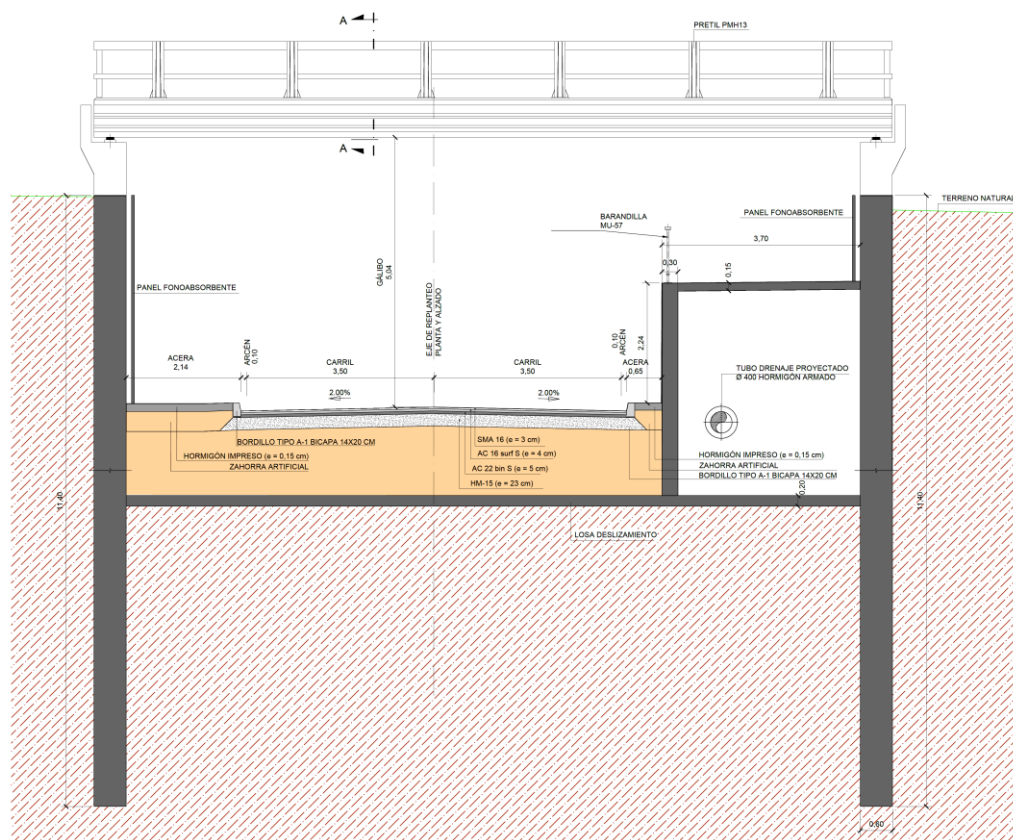 A
PRETIL PMH13
A
TERRENO NATURAL
BARANDILLA
MU-57
PANEL FONOABSORBENTE
3,70
GÁLIBO
5,04
0,30
0,15
PANEL FONOABSORBENTE
EJE DE REPLANTEO
PLANTA Y ALZADO
2,24
ACERA
2,14
ARCÉN
0,10
CARRIL
3,50
CARRIL
3,50
0,10
ARCÉN
ACERA
0,65
TUBO DRENAJE PROYECTADO
Ø 400 HORMIGÓN ARMADO
2.00%
2.00%
BORDILLO TIPO A-1 BICAPA 14X20 CM
HORMIGÓN IMPRESO (e = 0,15 cm)
ZAHORRA ARTIFICIAL
SMA 16 (e = 3 cm)
AC 16 surf S (e = 4 cm)
AC 22 bin S (e = 5 cm)
HM-15 (e = 23 cm)
HORMIGÓN IMPRESO (e = 0,15 cm)
ZAHORRA ARTIFICIAL
BORDILLO TIPO A-1 BICAPA 14X20 CM
0,20
11,40
11,40
LOSA DESLIZAMIENTO
0,80